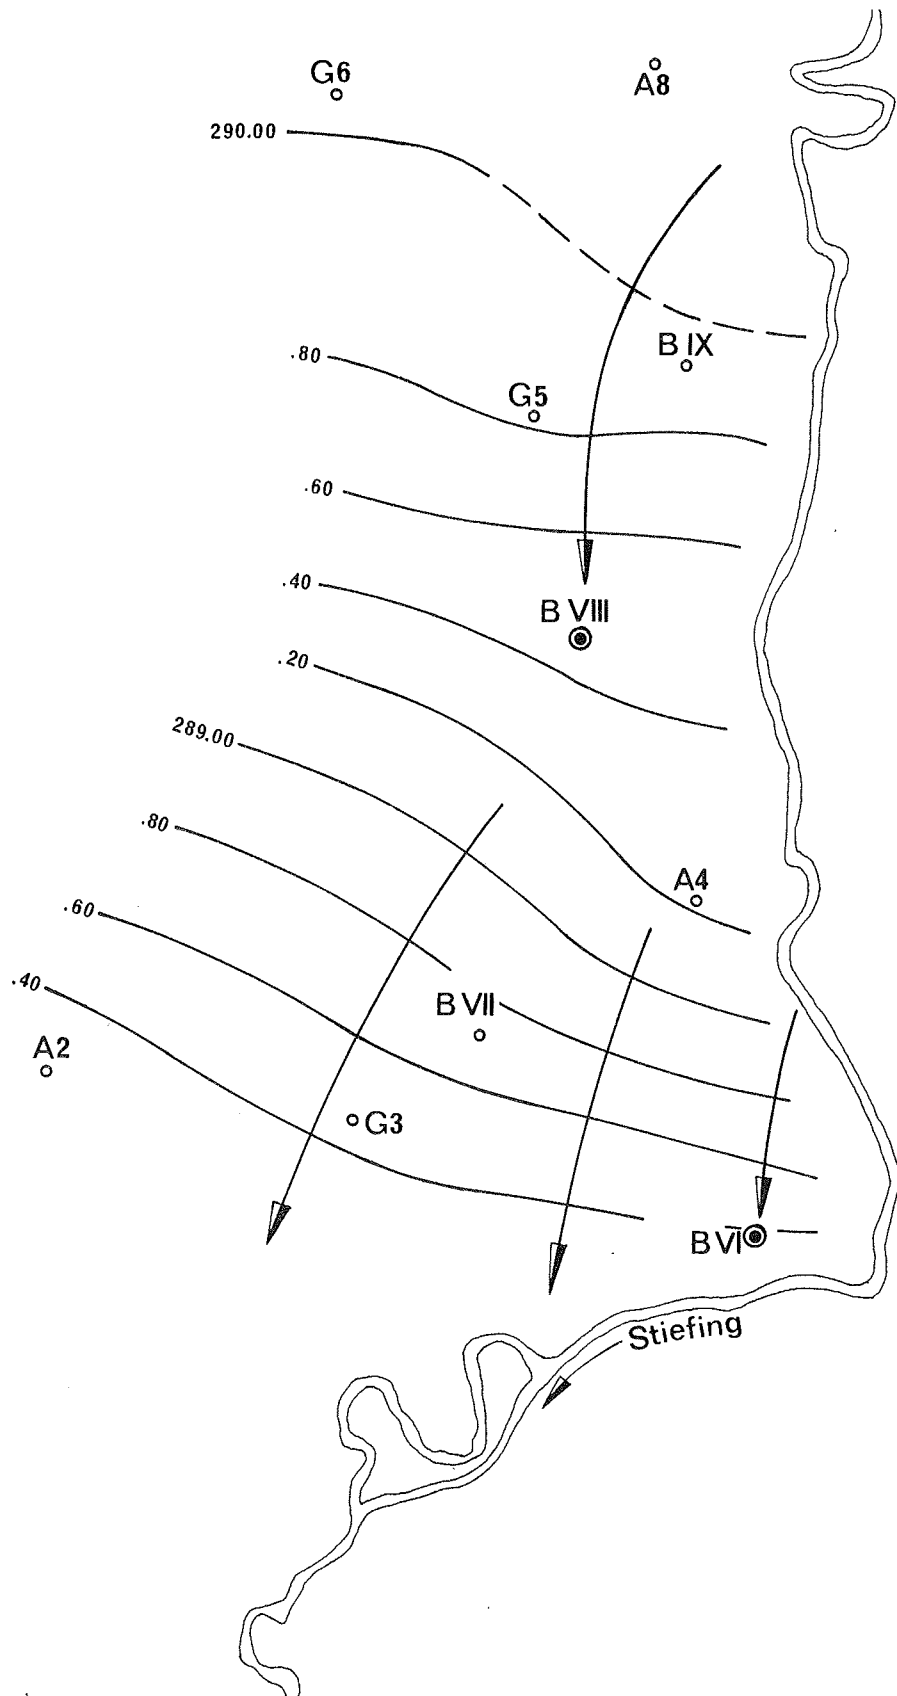 G6
A8
290.00
B IX
.80
G5
.60
.40
B VIII
.20
289.00
.80
A4
.60
.40
B VII
A2
G3
B VI
Stiefing